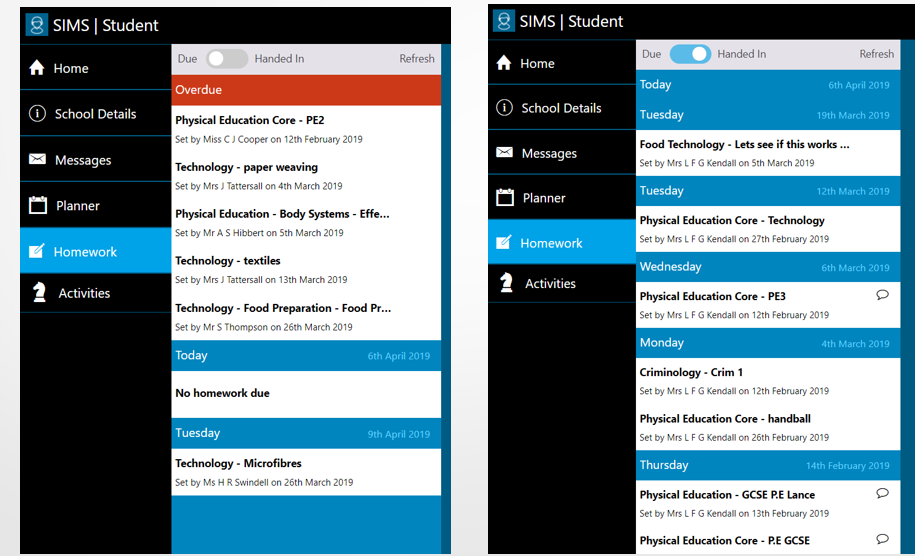 SIMS | Student
Home
School Details
Messages
Planner
Homework
Activities
Due Handed In Refresh
Overdue
Physical Education Core - PE2
Set by Miss C J Cooper on 12th February 2019
Technology - paper weaving
Set by Mrs J Tattersall on 4th March 2019
Physical Education - Body Systems - Effe...
Set by Mr A S Hibbert on 5th March 2019
Technology - textiles
Set by Mrs J Tattersall on 13th March 2019
Technology - Food Preparation - Food Pr...
Set by Mr S Thompson on 26th March 2019
Today 6th April 2019
No homework due
Tuesday 9th April 2019
Technology - Microfibres
Set by Ms H R Swindell on 26th March 2019
SIMS | Student
Home
School Details
Messages
Planner
Homework
Activities
Due Handed In Refresh
Today 6th April 2019
Tuesday 19th March 2019
Food Technology - Lets see if this works ...
Set by Mrs L F G Kendall on 5th March 2019
Tuesday 12th March 2019
Physical Education Core - Technology
Set by Mrs L F G Kendall on 27th February 2019
Wednesday 6th March 2019
Physical Education Core - PE3
Set by Mrs L F G Kendall on 12th February 2019
Monday 4th March 2019
Criminology - Crim 1
Set by Mrs L F G Kendall on 12th February 2019
Physical Education Core - handball
Set by Mrs L F G Kendall on 26th February 2019
Thursday 14th February 2019
Physical Education - GCSE P.E Lance
Set by Mrs L F G Kendall on 13th February 2019
Physical Education Core - P.E GCSE